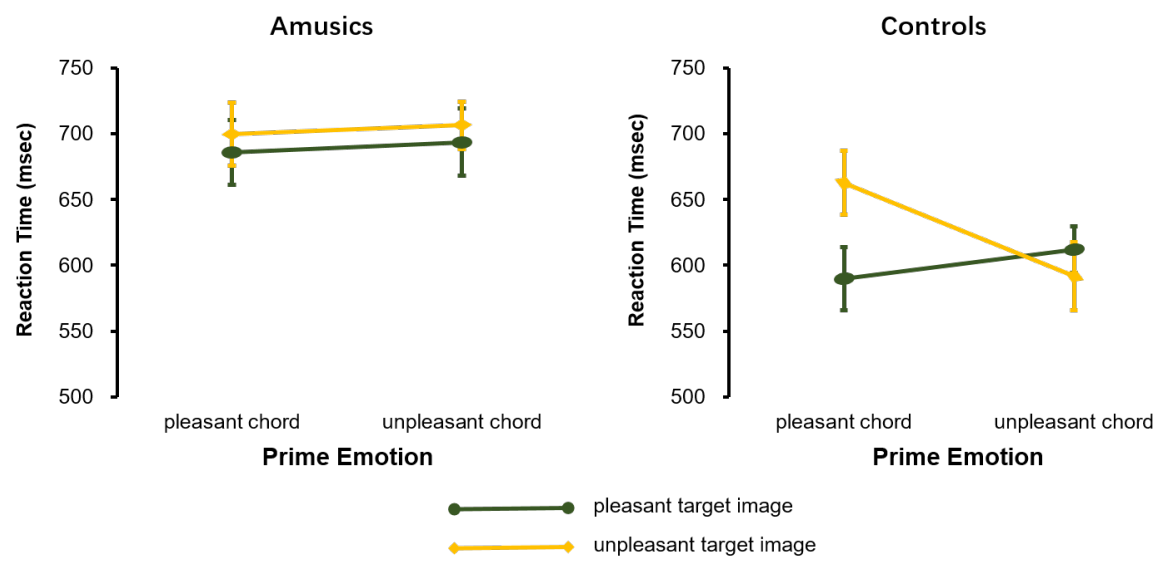 Amusics
750
700
650
600
550
500
Reaction Time (msec)
pleasant chord
unpleasant chord
Prime Emotion
Controls
750
700
650
600
550
500
Reaction Time (msec)
pleasant chord
unpleasant chord
Prime Emotion
pleasant target image
unpleasant target image